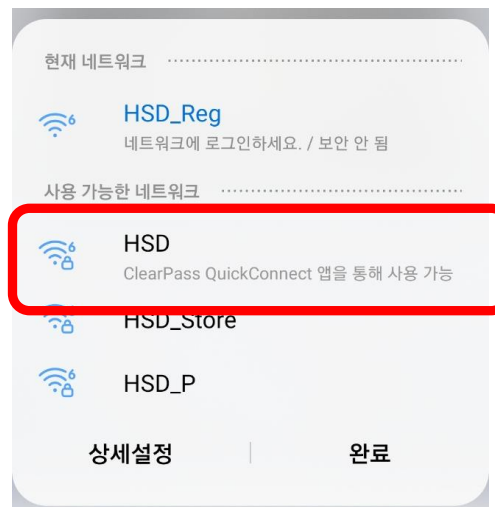 현재 네트워크
HSD_Reg
네트워크에 로그인하세요. / 보안 안 됨
사용 가능한 네트워크
HSD
ClearPass QuickConnect 앱을 통해 사용 가능
HSD_Store
HSD_P
상세설정
완료